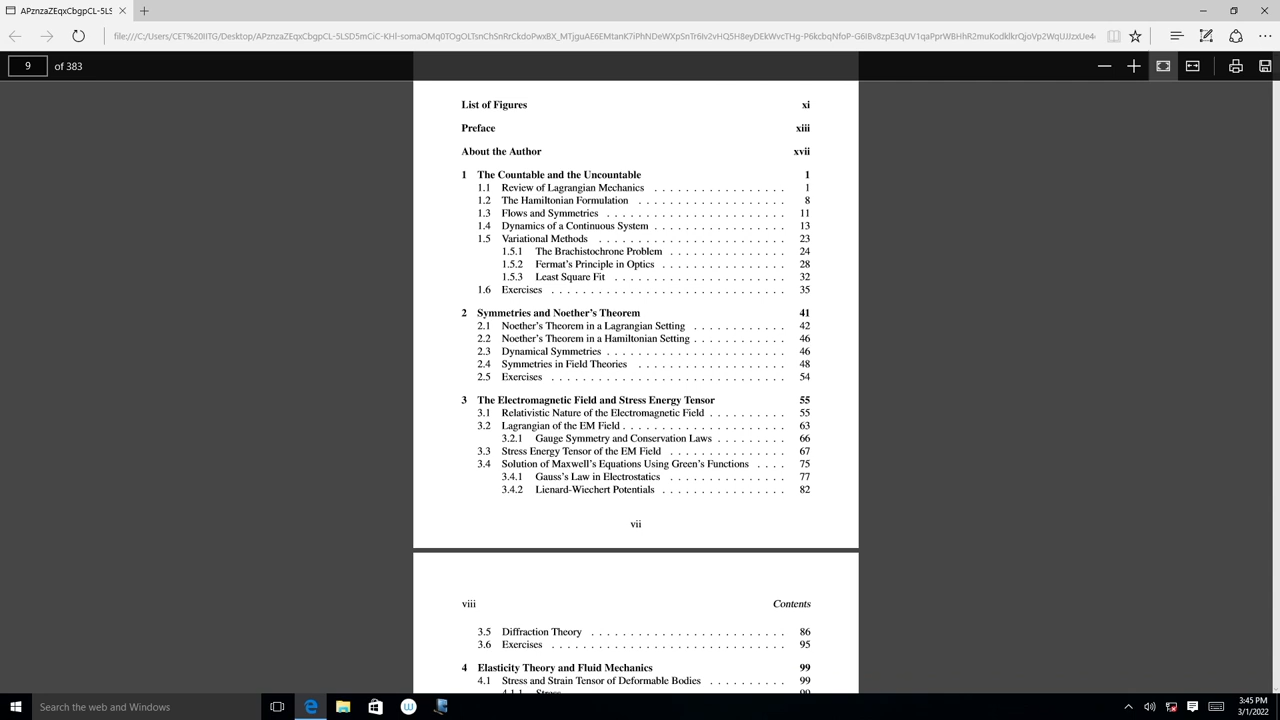 APznzaZEqxCbgpCL-5LS
file:///C:/Users/CET%20IITG/Desktop/
9 of 383
List of Figures xi
Preface xiii
About the Author xvii
1 The Countable and the Uncountable 1
1.1 Review of Lagrangian Mechanics . . . . . . . . . . . . . . . . . 1
1.2 The Hamiltonian Formulation . . . . . . . . . . . . . . . . . . . 8
1.3 Flows and Symmetries . . . . . . . . . . . . . . . . . . . . . . . 11
1.4 Dynamics of a Continuous System . . . . . . . . . . . . . . . . . 13
1.5 Variational Methods . . . . . . . . . . . . . . . . . . . . . . . . 23
1.5.1 The Brachistochrone Problem . . . . . . . . . . . . . . . 24
1.5.2 Fermat's Principle in Optics . . . . . . . . . . . . . . . . 28
1.5.3 Least Square Fit . . . . . . . . . . . . . . . . . . . . . . 32
1.6 Exercises . . . . . . . . . . . . . . . . . . . . . . . . . . . . . 35
2 Symmetries and Noether's Theorem 41
2.1 Noether's Theorem in a Lagrangian Setting . . . . . . . . . . . . 42
2.2 Noether's Theorem in a Hamiltonian Setting . . . . . . . . . . . . 46
2.3 Dynamical Symmetries . . . . . . . . . . . . . . . . . . . . . . . 46
2.4 Symmetries in Field Theories . . . . . . . . . . . . . . . . . . . 48
2.5 Exercises . . . . . . . . . . . . . . . . . . . . . . . . . . . . . 54
3 The Electromagnetic Field and Stress Energy Tensor 55
3.1 Relativistic Nature of the Electromagnetic Field . . . . . . . . . . 55
3.2 Lagrangian of the EM Field . . . . . . . . . . . . . . . . . . . . . 63
3.2.1 Gauge Symmetry and Conservation Laws . . . . . . . . . 66
3.3 Stress Energy Tensor of the EM Field . . . . . . . . . . . . . . . 67
3.4 Solution of Maxwell's Equations Using Green's Functions . . . . 75
3.4.1 Gauss's Law in Electrostatics . . . . . . . . . . . . . . . 77
3.4.2 Lienard-Wiechert Potentials . . . . . . . . . . . . . . . . 82
vii
viii Contents
3.5 Diffraction Theory . . . . . . . . . . . . . . . . . . . . . . . . . 86
3.6 Exercises . . . . . . . . . . . . . . . . . . . . . . . . . . . . . 95
4 Elasticity Theory and Fluid Mechanics 99
4.1 Stress and Strain Tensor of Deformable Bodies . . . . . . . . . . 99
4.1.1 Stress 99
Search the web and Windows
3:45 PM
3/1/2022